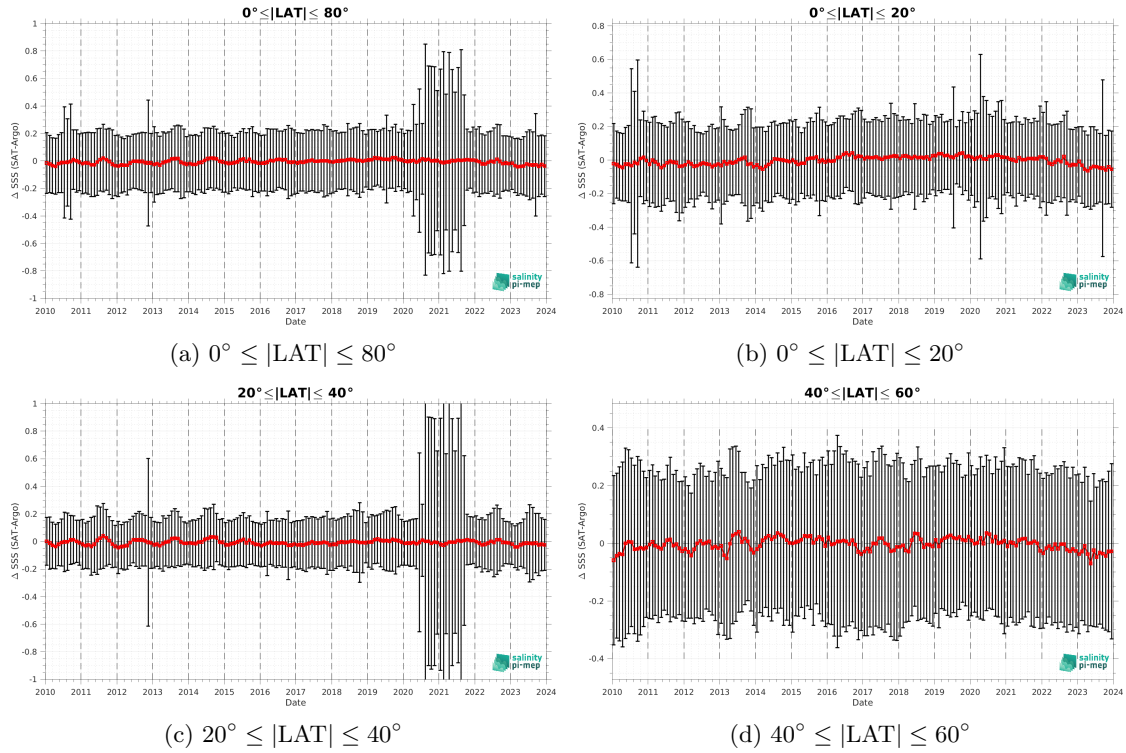 0°≤|LAT|≤ 80°
Δ SSS (SAT-Argo)
1
0.8
0.6
0.4
0.2
0
-0.2
-0.4
-0.6
-0.8
-1
2010 2011 2012 2013 2014 2015 2016 2017 2018 2019 2020 2021 2022 2023 2024
Date
salinity
pi-mep
(a) 0° ≤ |LAT| ≤ 80°
0°≤|LAT|≤ 20°
Δ SSS (SAT-Argo)
0.8
0.6
0.4
0.2
0
-0.2
-0.4
-0.6
-0.8
2010 2011 2012 2013 2014 2015 2016 2017 2018 2019 2020 2021 2022 2023 2024
Date
salinity
pi-mep
(b) 0° ≤ |LAT| ≤ 20°
20°≤|LAT|≤ 40°
Δ SSS (SAT-Argo)
1
0.8
0.6
0.4
0.2
0
-0.2
-0.4
-0.6
-0.8
-1
2010 2011 2012 2013 2014 2015 2016 2017 2018 2019 2020 2021 2022 2023 2024
Date
salinity
pi-mep
(c) 20° ≤ |LAT| ≤ 40°
40°≤|LAT|≤ 60°
Δ SSS (SAT-Argo)
0.4
0.2
0
-0.2
-0.4
2010 2011 2012 2013 2014 2015 2016 2017 2018 2019 2020 2021 2022 2023 2024
Date
salinity
pi-mep
(d) 40° ≤ |LAT| ≤ 60°